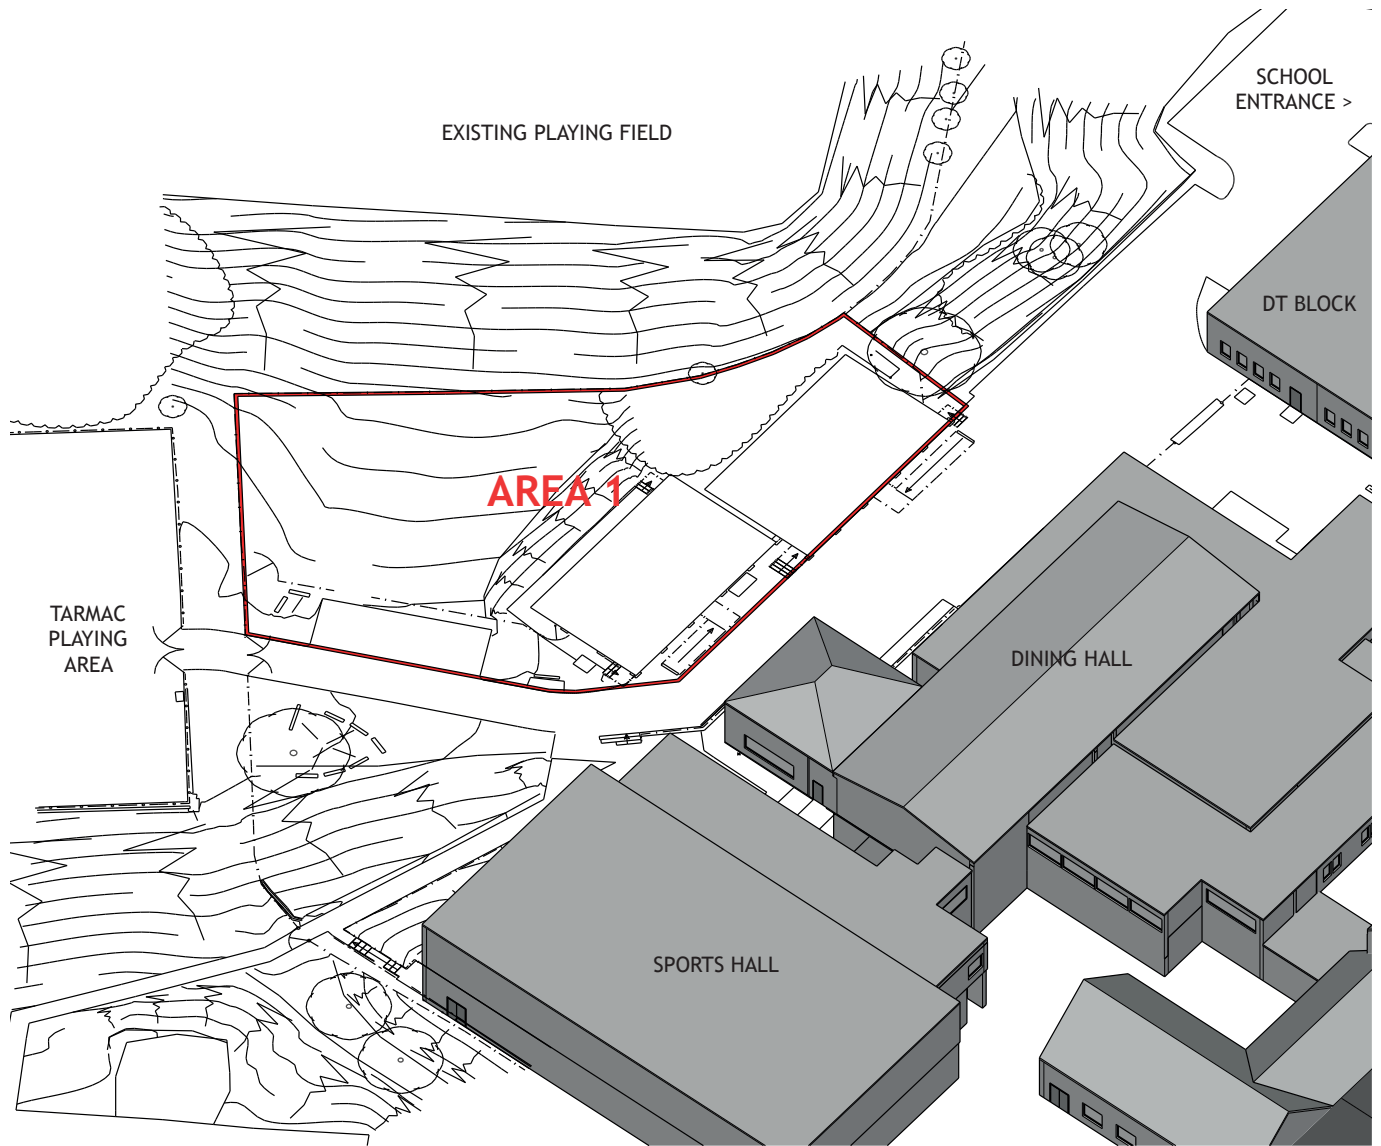 SCHOOL
ENTRANCE >
EXISTING PLAYING FIELD
DT BLOCK
AREA 1
TARMAC
PLAYING
AREA
DINING HALL
SPORTS HALL